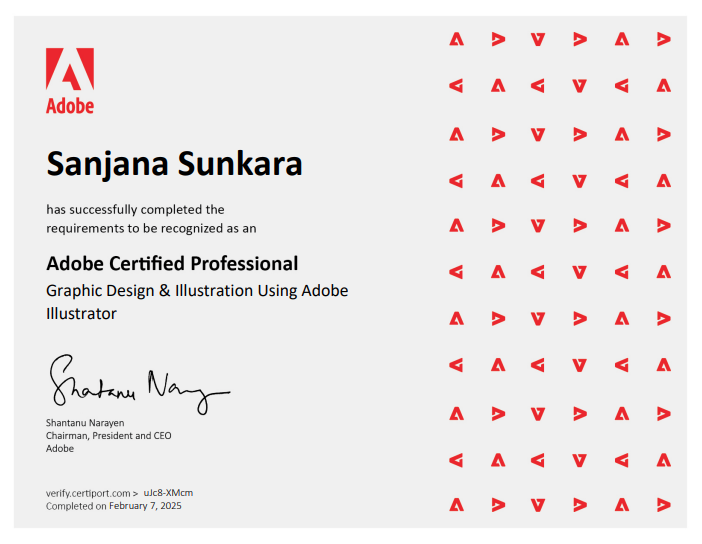 Adobe
Sanjana Sunkara
has successfully completed the
requirements to be recognized as an
Adobe Certified Professional
Graphic Design & Illustration Using Adobe
Illustrator
Shantanu Narayen
Shantanu Narayen
Chairman, President and CEO
Adobe
verify.certiport.com > uJc8-XMcm
Completed on February 7, 2025